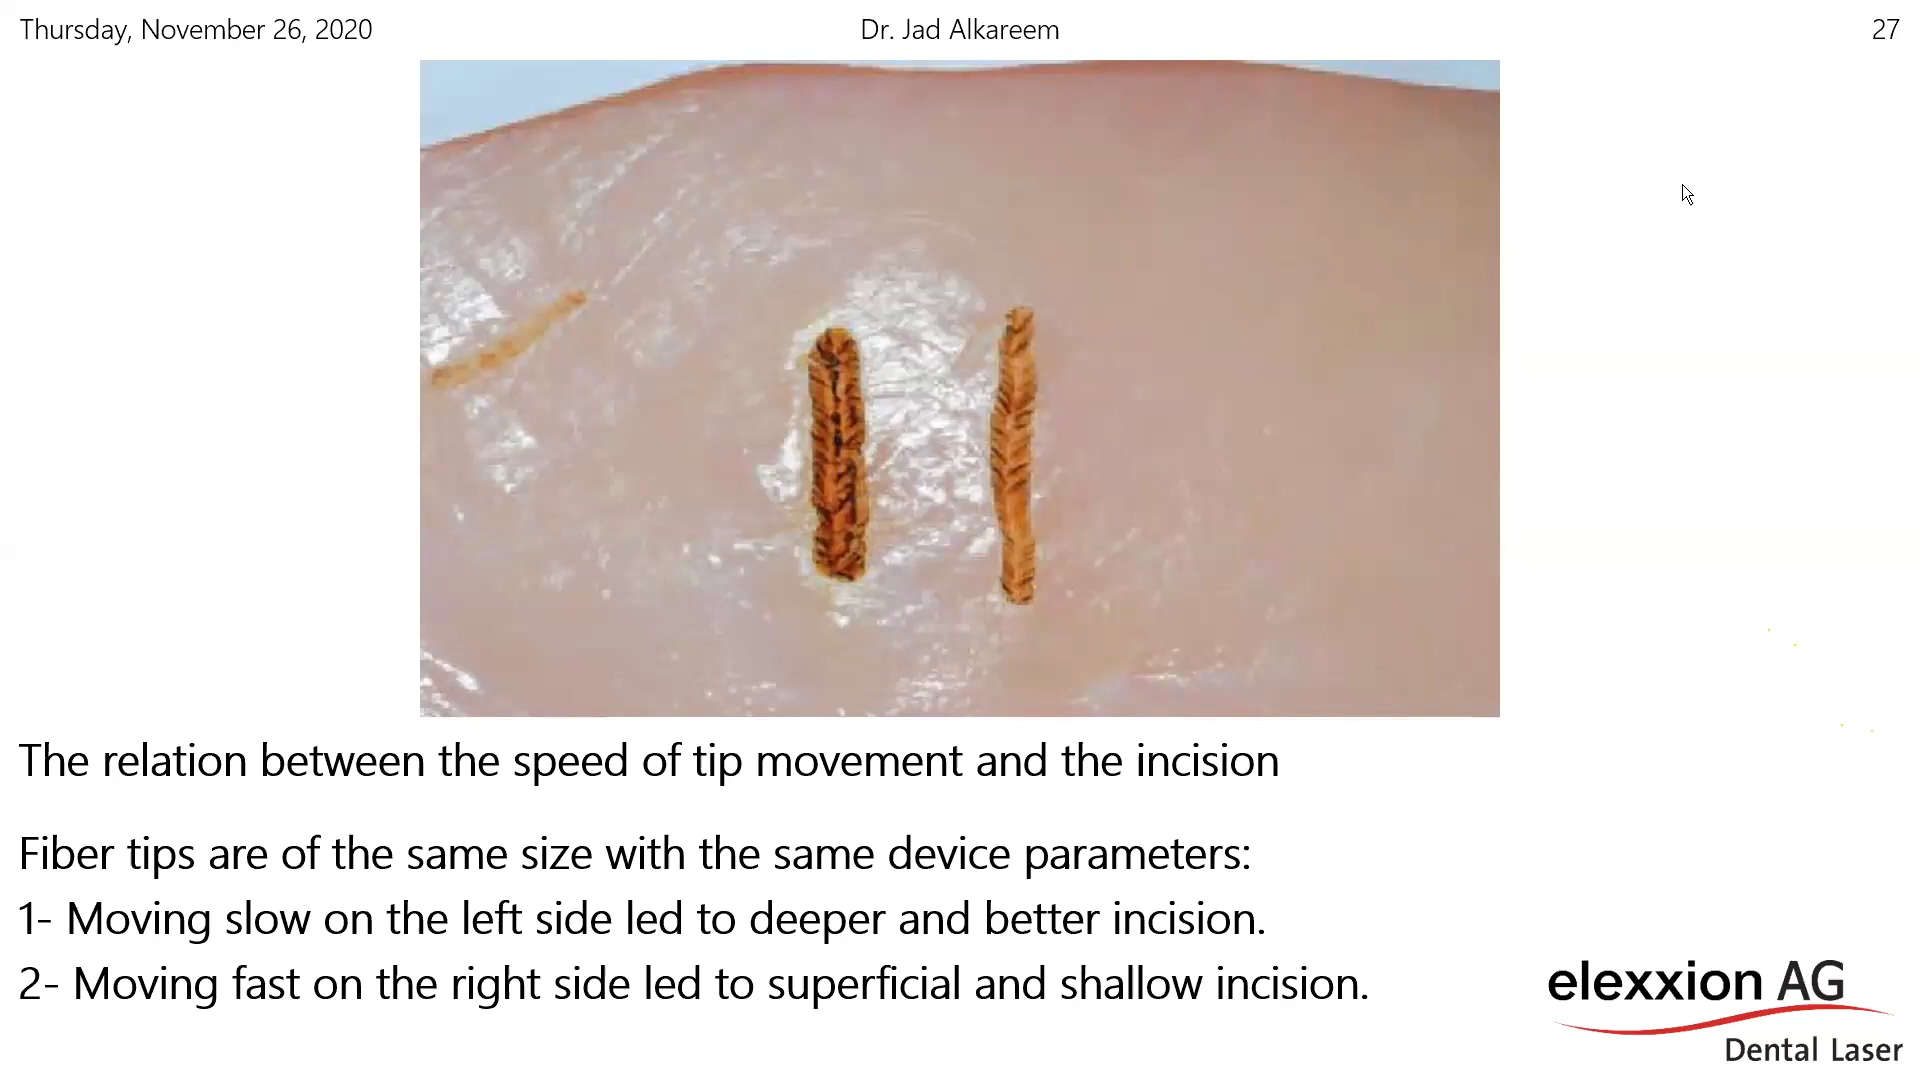 Thursday, November 26, 2020
Dr. Jad Alkareem
27
The relation between the speed of tip movement and the incision
Fiber tips are of the same size with the same device parameters:
1- Moving slow on the left side led to deeper and better incision.
2- Moving fast on the right side led to superficial and shallow incision.
elexxion AG
Dental Laser